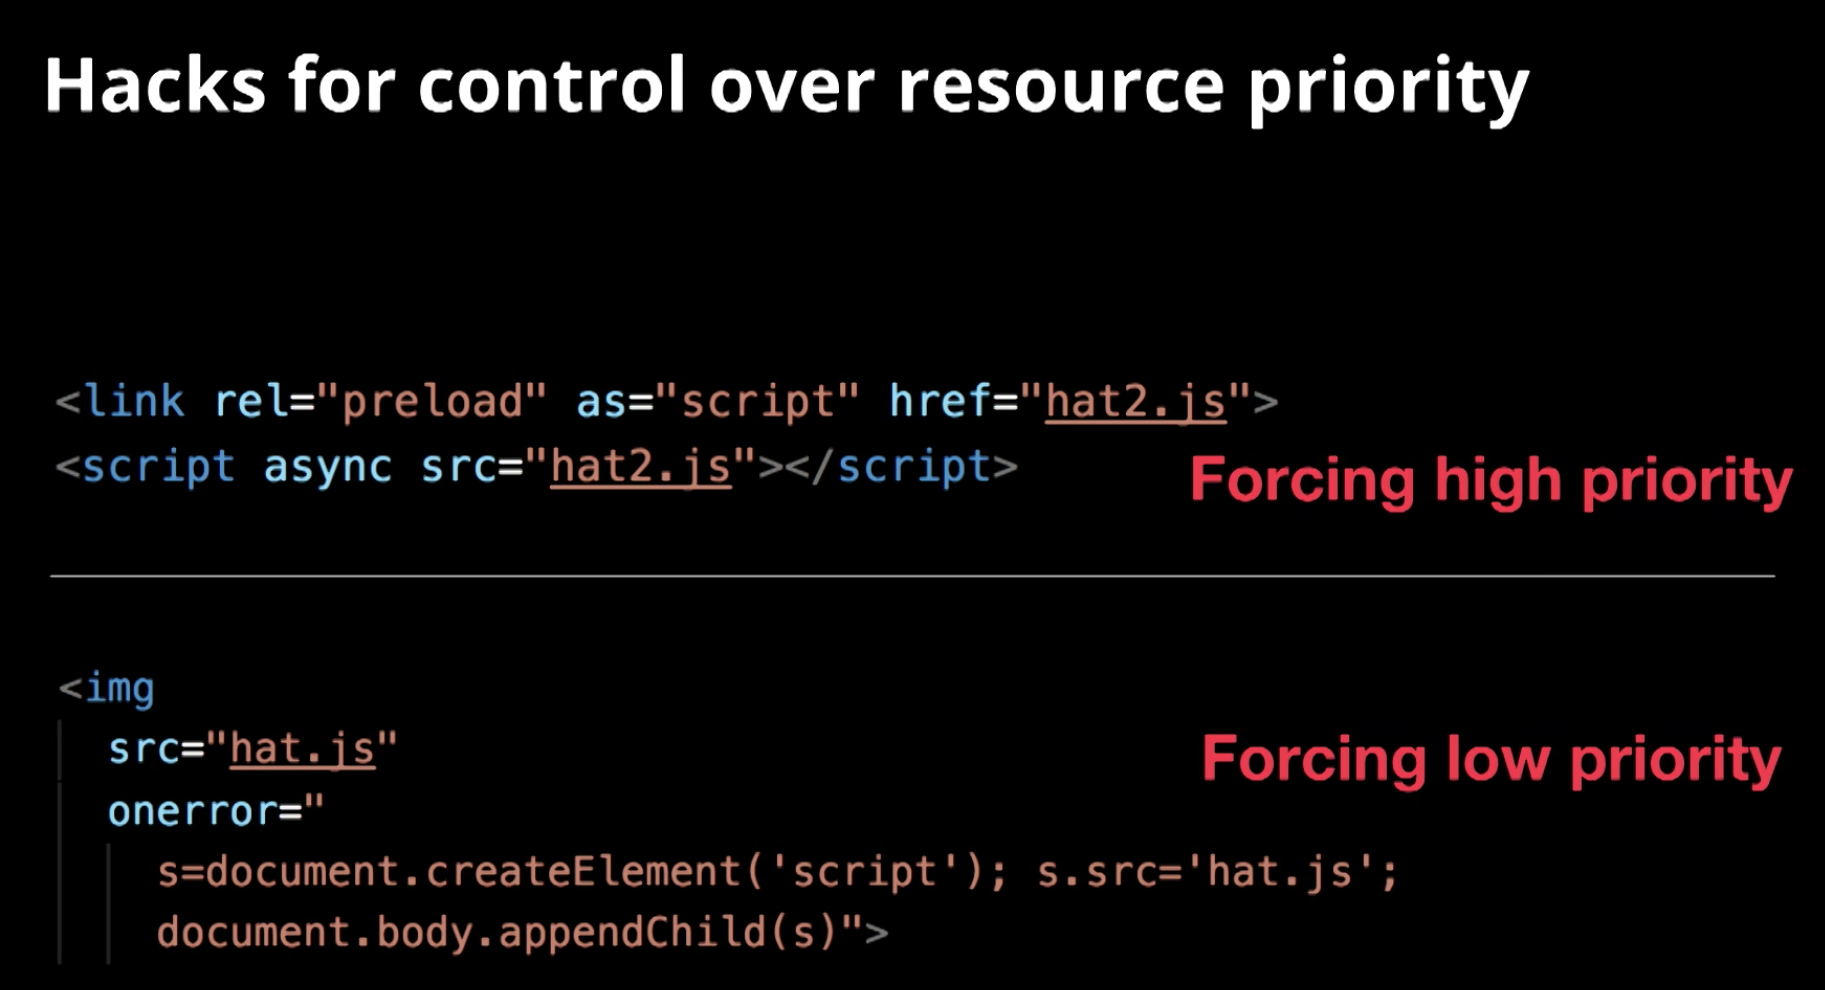 Hacks for control over resource priority
<link rel="preload" as="script" href="hat2.js">
<script async src="hat2.js"></script>
Forcing high priority
<img
src="hat.js"
Forcing low priority
onerror="
s=document.createElement('script'); s.src='hat.js';
document.body.appendChild(s)">